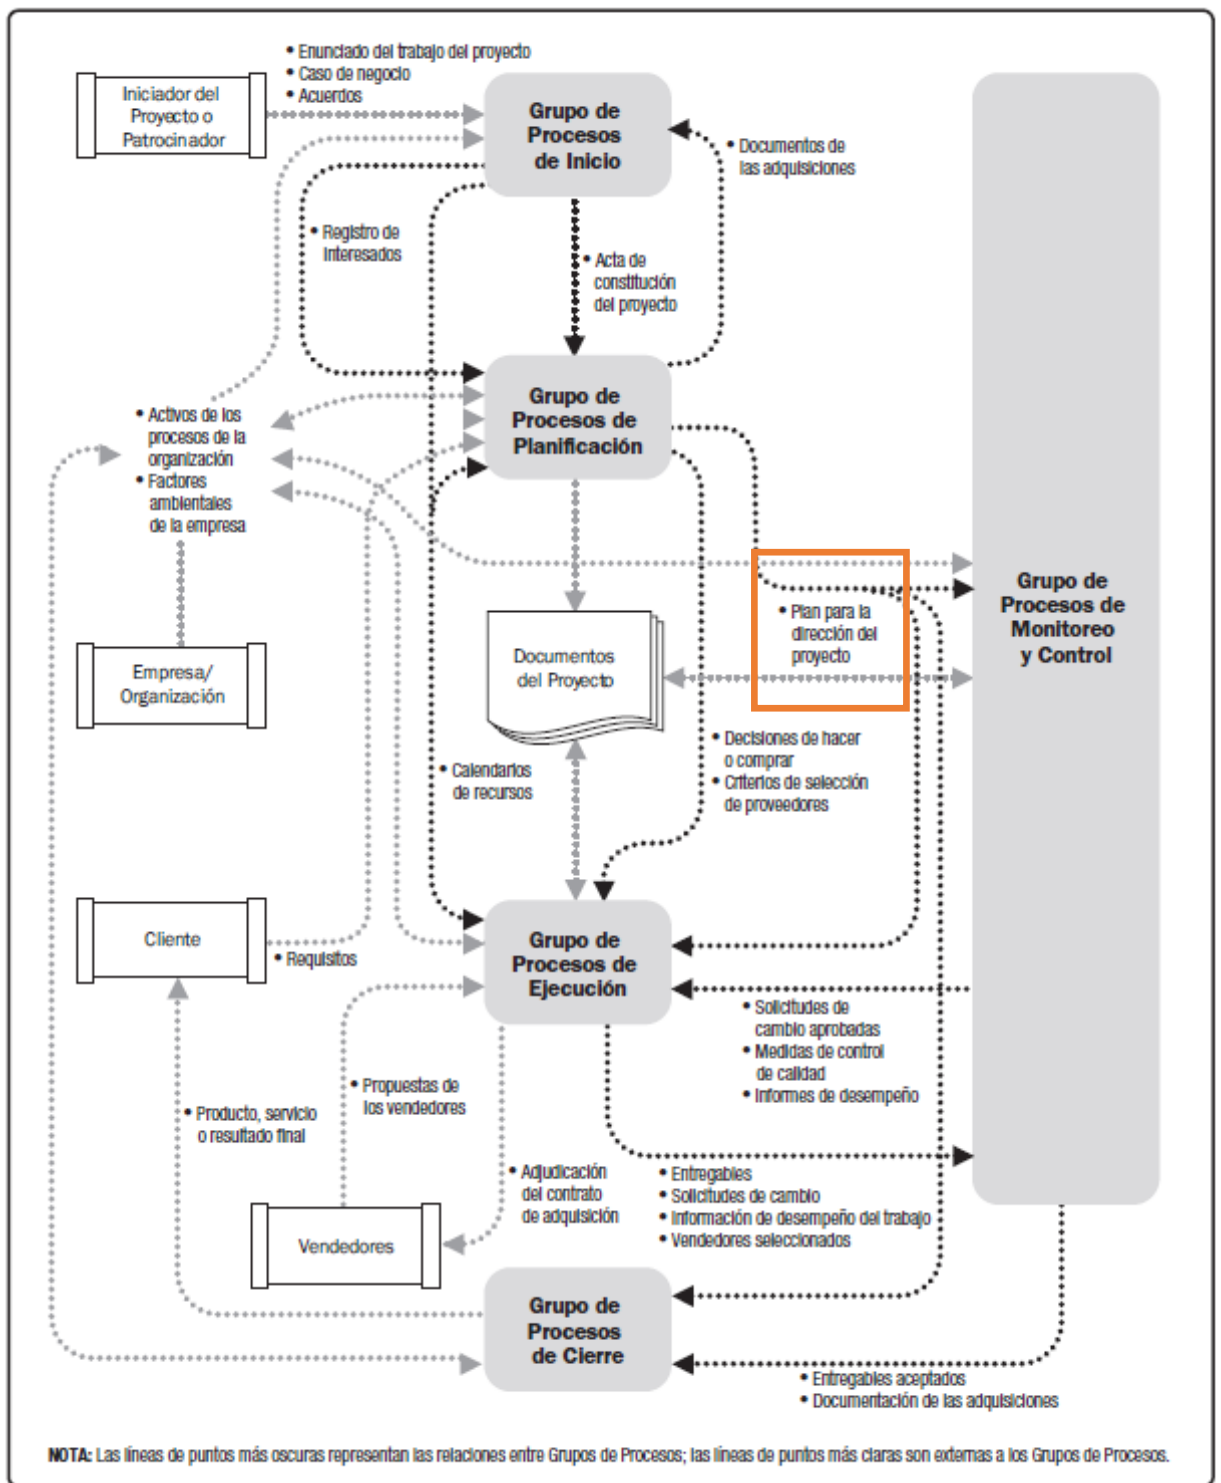 • Enunciado del trabajo del proyecto
• Caso de negocio
• Acuerdos
Iniciador del
Proyecto o
Patrocinador
Grupo de
Procesos
de Inicio
• Documentos de
las adquisiciones
• Registro de
Interesados
• Acta de
constitución
del proyecto
Grupo de
Procesos de
Planificación
• Activos de los
procesos de la
organización
• Factores
ambientales
de la empresa
Grupo de
Procesos de
Monitoreo
y Control
• Plan para la
dirección del
proyecto
Documentos
del Proyecto
Empresa/
Organización
• Decisiones de hacer
o comprar
• Criterios de selección
de proveedores
• Calendarios
de recursos
Cliente
• Requisitos
Grupo de
Procesos de
Ejecución
• Solicitudes de
cambio aprobadas
• Medidas de control
de calidad
• Informes de desempeño
• Propuestas de
los vendedores
• Producto, servicio
o resultado final
• Adjudicación
del contrato
de adquisición
• Entregables
• Solicitudes de cambio
• Información de desempeño del trabajo
• Vendedores seleccionados
Vendedores
Grupo de
Procesos
de Cierre
• Entregables aceptados
• Documentación de las adquisiciones
NOTA: Las líneas de puntos más oscuras representan las relaciones entre Grupos de Procesos; las líneas de puntos más claras son externas a los Grupos de Procesos.